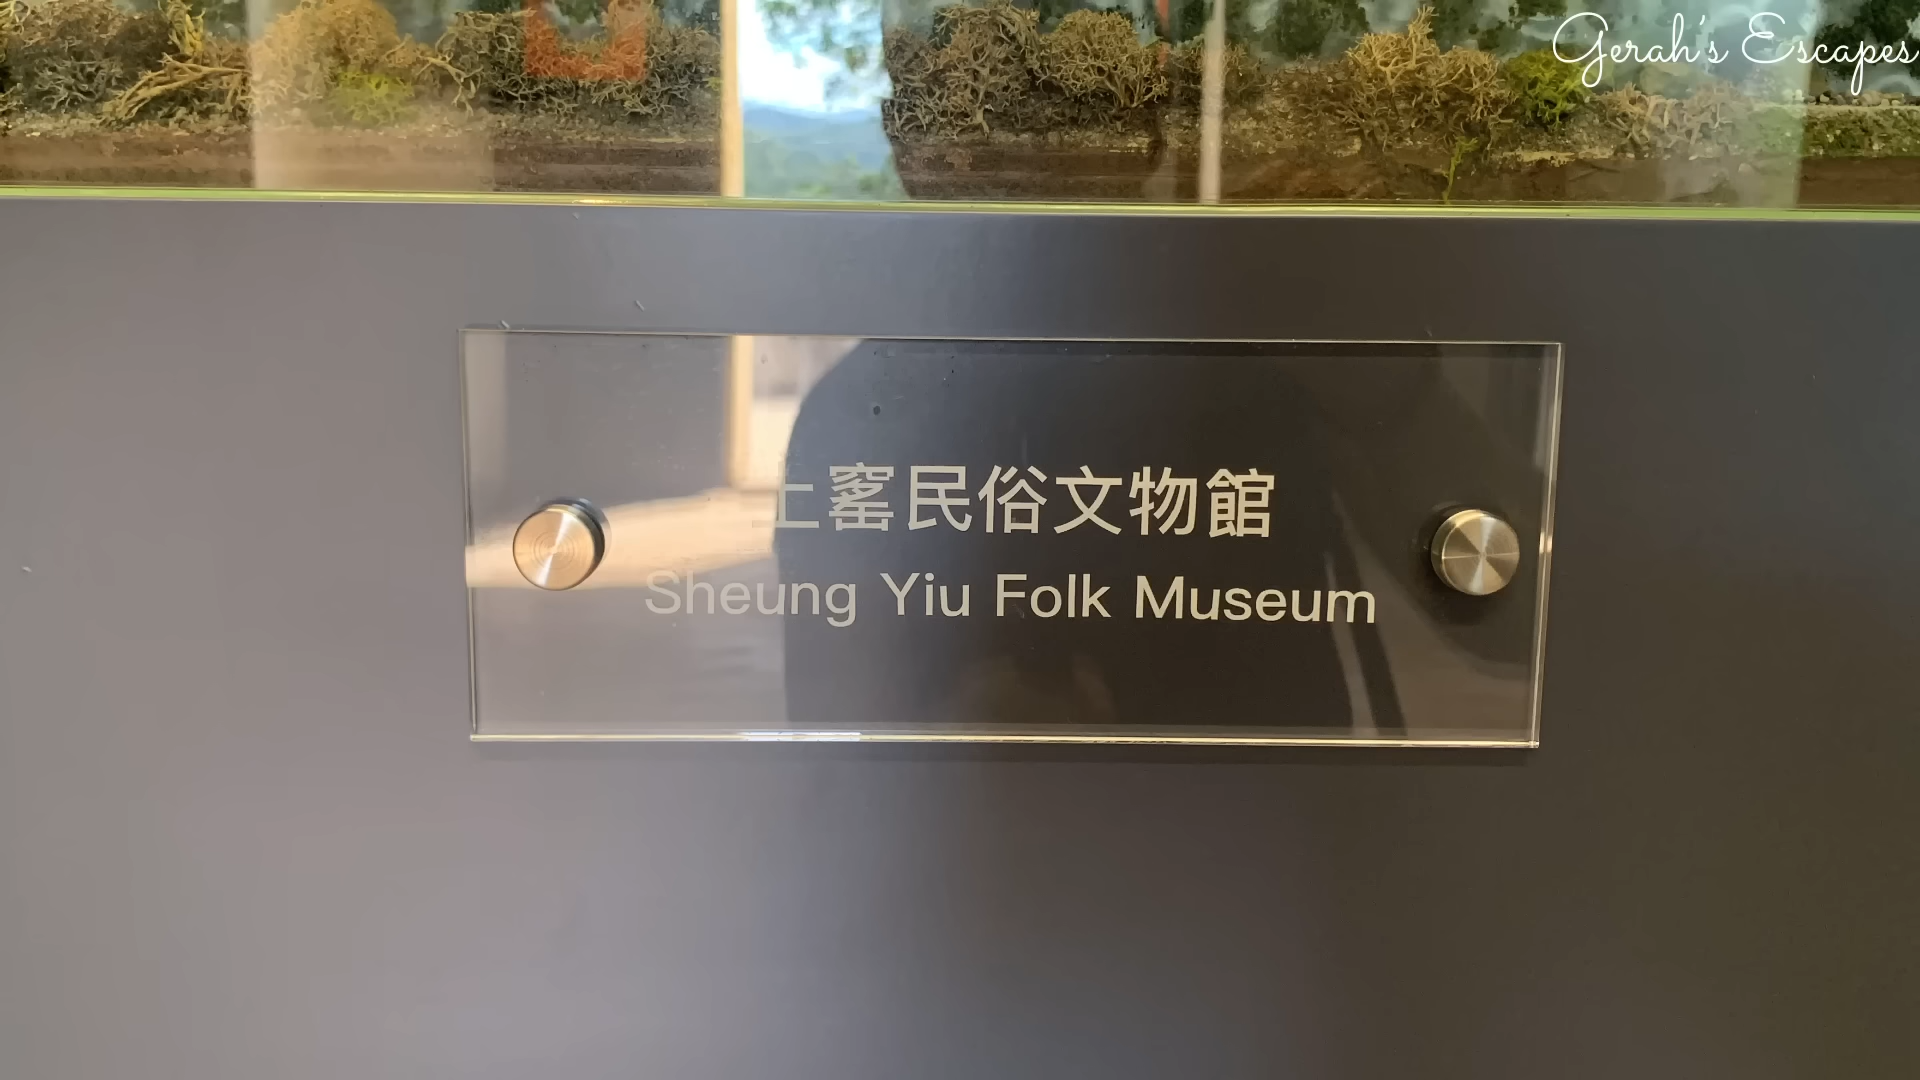 Gerah's Escapes
上窰民俗文物館
Sheung Yiu Folk Museum